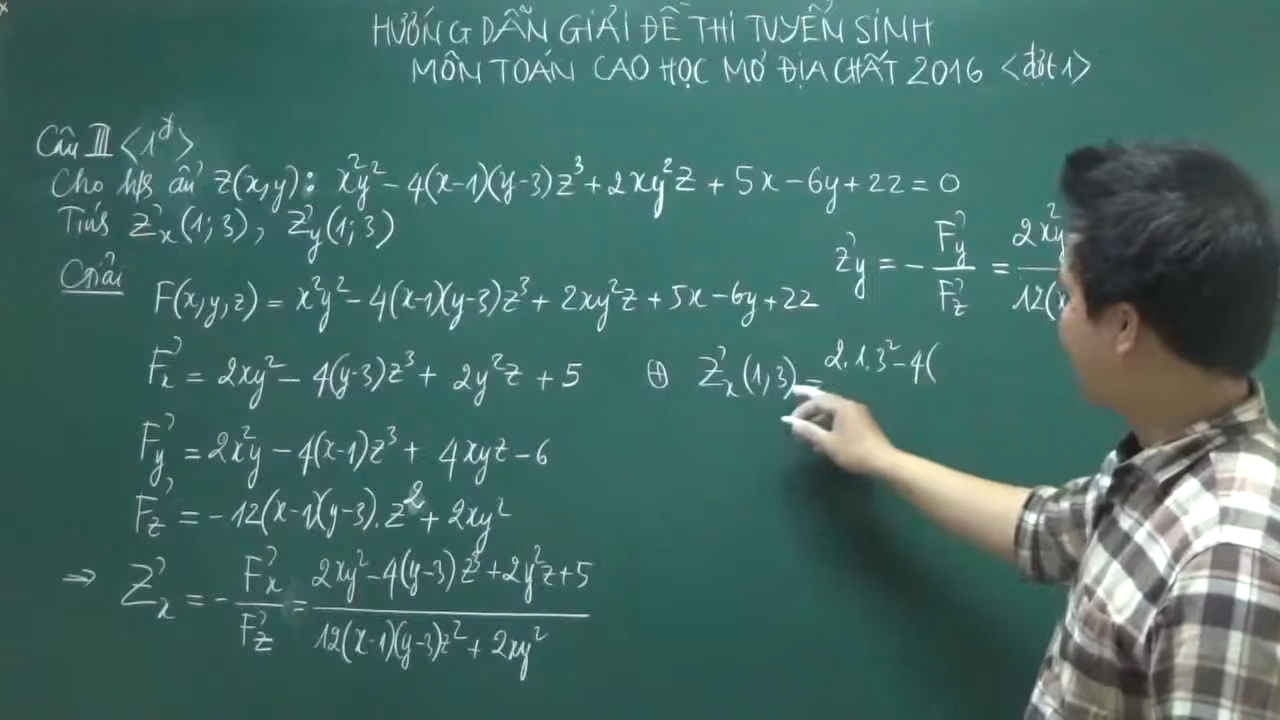 HƯỚNG DẪN GIẢI ĐỀ THI TUYỂN SINH
MÔN TOÁN CAO HỌC MỎ ĐỊA CHẤT 2016 <đợt 1>
Câu III <1đ>
Cho hs ẩn z(x,y): x²y² - 4(x-1)(y-3)z³ + 2xy²z + 5x - 6y + 22 = 0
Tính Z'x(1;3), Z'y(1;3)
Giải
F(x,y,z) = x²y² - 4(x-1)(y-3)z³ + 2xy²z + 5x - 6y + 22
F'x = 2xy² - 4(y-3)z³ + 2y²z + 5
F'y = 2x²y - 4(x-1)z³ + 4xyz - 6
F'z = -12(x-1)(y-3).z² + 2xy²
⇒ Z'x = - F'x / F'z = 2xy² - 4(y-3)z³ + 2y²z + 5 / 12(x-1)(y-3)z² + 2xy²
z'y = - F'y / F'z = 2x²y / 12(x
⊕ Z'x(1,3) = 2.1.3² - 4(